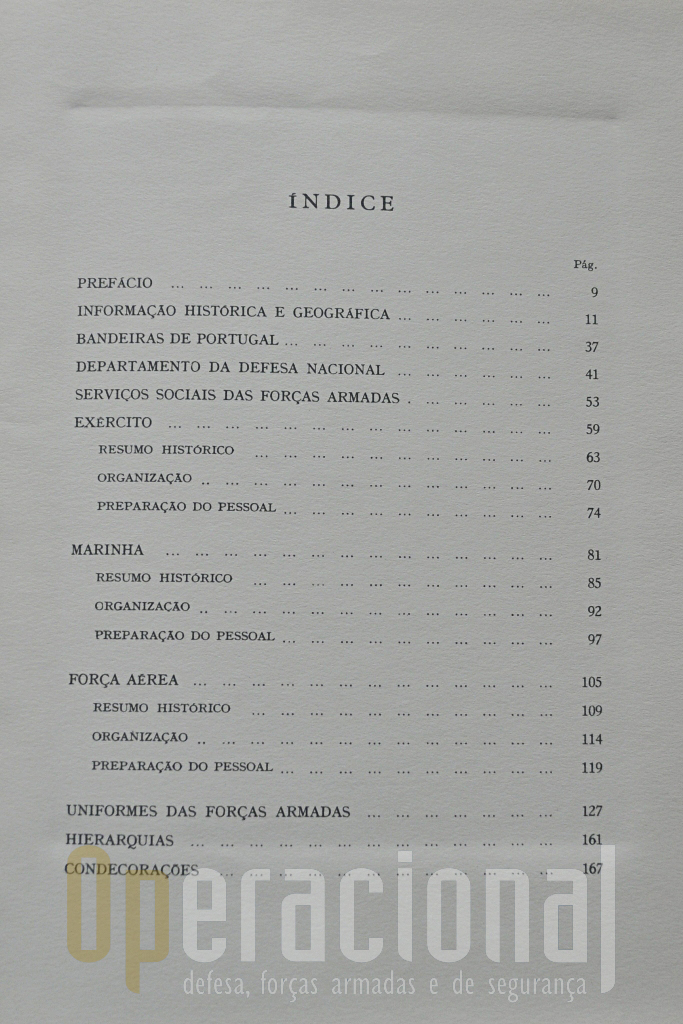 ÍNDICE
Pág.
PREFÁCIO ... ... ... ... ... ... ... ... ... ... ... ... ... ... 9
INFORMAÇÃO HISTÓRICA E GEOGRÁFICA ... ... ... ... ... ... 11
BANDEIRAS DE PORTUGAL ... ... ... ... ... ... ... ... ... ... 37
DEPARTAMENTO DA DEFESA NACIONAL ... ... ... ... ... ... 41
SERVIÇOS SOCIAIS DAS FORÇAS ARMADAS . ... ... ... ... ... 53
EXÉRCITO ... ... ... ... ... ... ... ... ... ... ... ... ... ... 59
RESUMO HISTÓRICO ... ... ... ... ... ... ... ... ... ... ... 63
ORGANIZAÇÃO .. ... ... ... ... ... ... ... ... ... ... ... ... 70
PREPARAÇÃO DO PESSOAL ... ... ... ... ... ... ... ... ... ... 74
MARINHA ... ... ... ... ... ... ... ... ... ... ... ... ... ... 81
RESUMO HISTÓRICO ... ... ... ... ... ... ... ... ... ... ... 85
ORGANIZAÇÃO .. ... ... ... ... ... ... ... ... ... ... ... ... 92
PREPARAÇÃO DO PESSOAL ... ... ... ... ... ... ... ... ... ... 97
FORÇA AÉREA ... ... ... ... ... ... ... ... ... ... ... ... ... 105
RESUMO HISTÓRICO ... ... ... ... ... ... ... ... ... ... ... 109
ORGANIZAÇÃO .. ... ... ... ... ... ... ... ... ... ... ... ... 114
PREPARAÇÃO DO PESSOAL ... ... ... ... ... ... ... ... ... ... 119
UNIFORMES DAS FORÇAS ARMADAS ... ... ... ... ... ... ... 127
HIERARQUIAS ... ... ... ... ... ... ... ... ... ... ... ... ... 161
CONDECORAÇÕES ... ... ... ... ... ... ... ... ... ... ... ... 167
Operacional
defesa, forças armadas e de segurança